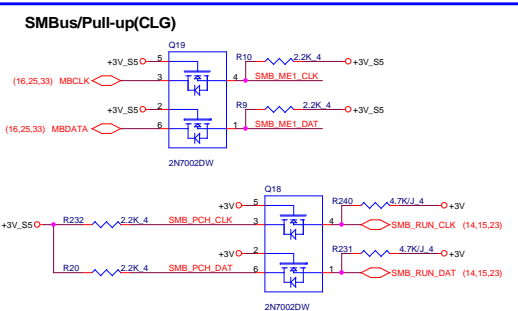 SMBus/Pull-up(CLG)
Q19
+3V_S5 5 R10 2.2K_4 +3V_S5
(16,25,33) MBCLK 3 4 SMB_ME1_CLK
+3V_S5 2 R9 2.2K_4 +3V_S5
(16,25,33) MBDATA 6 1 SMB_ME1_DAT
2N7002DW
Q18
+3V 5 R240 4.7K/J_4 +3V
+3V_S5 R232 2.2K_4 SMB_PCH_CLK 3 4 SMB_RUN_CLK (14,15,23)
+3V 2 R231 4.7K/J_4 +3V
R20 2.2K_4 SMB_PCH_DAT 6 1 SMB_RUN_DAT (14,15,23)
2N7002DW